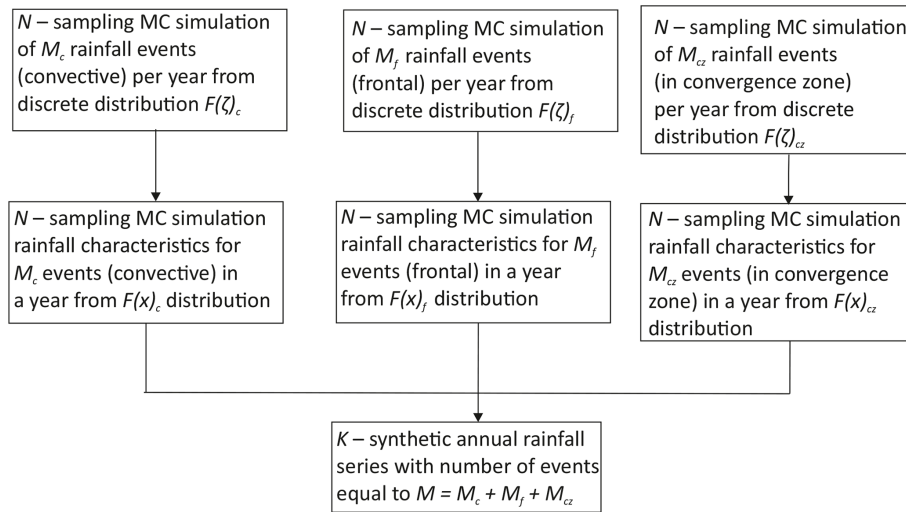 N – sampling MC simulation
of Mc rainfall events
(convective) per year from
discrete distribution F(ζ)c
N – sampling MC simulation
of Mf rainfall events
(frontal) per year from
discrete distribution F(ζ)f
N – sampling MC simulation
of Mcz rainfall events
(in convergence zone)
per year from discrete
distribution F(ζ)cz
N – sampling MC simulation
rainfall characteristics for
Mc events (convective) in
a year from F(x)c distribution
N – sampling MC simulation
rainfall characteristics for Mf
events (frontal) in a year
from F(x)f distribution
N – sampling MC simulation
rainfall characteristics for
Mcz events (in convergence
zone) in a year from F(x)cz
distribution
K – synthetic annual rainfall
series with number of events
equal to M = Mc + Mf + Mcz